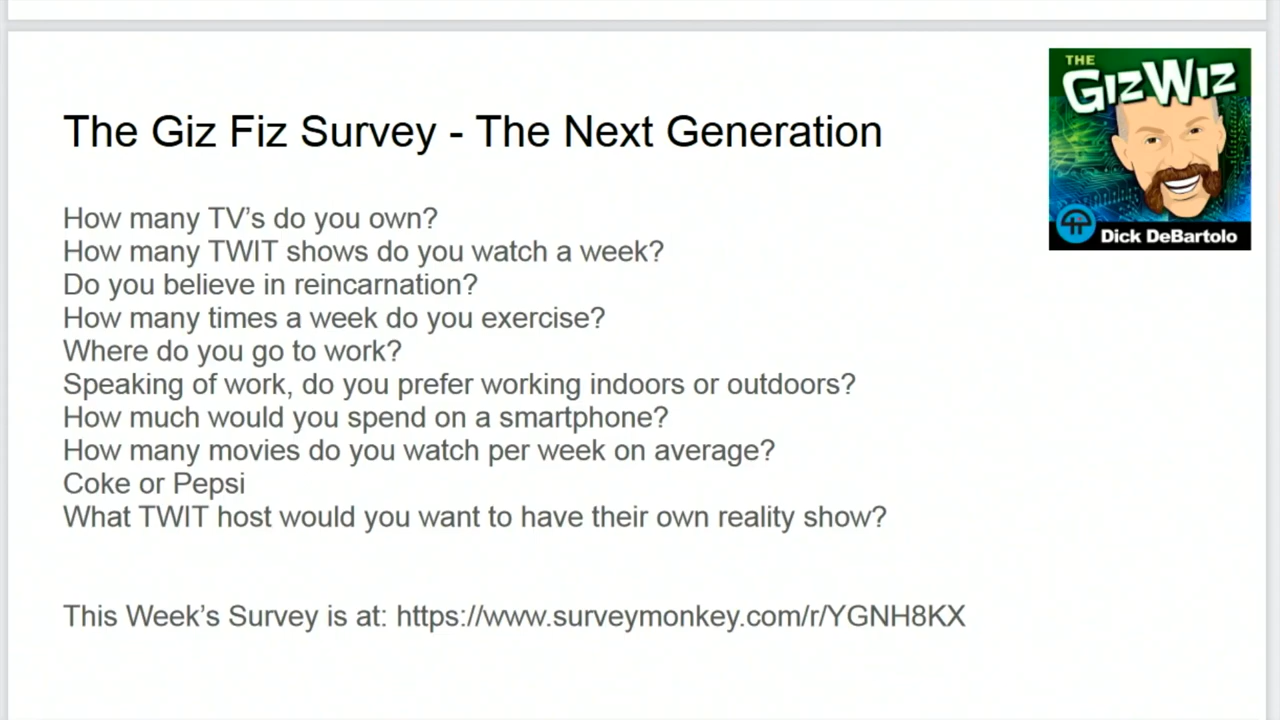 The Giz Fiz Survey - The Next Generation
How many TV’s do you own?
How many TWIT shows do you watch a week?
Do you believe in reincarnation?
How many times a week do you exercise?
Where do you go to work?
Speaking of work, do you prefer working indoors or outdoors?
How much would you spend on a smartphone?
How many movies do you watch per week on average?
Coke or Pepsi
What TWIT host would you want to have their own reality show?
This Week’s Survey is at: https://www.surveymonkey.com/r/YGNH8KX
THE
GIZWIZ
Dick DeBartolo